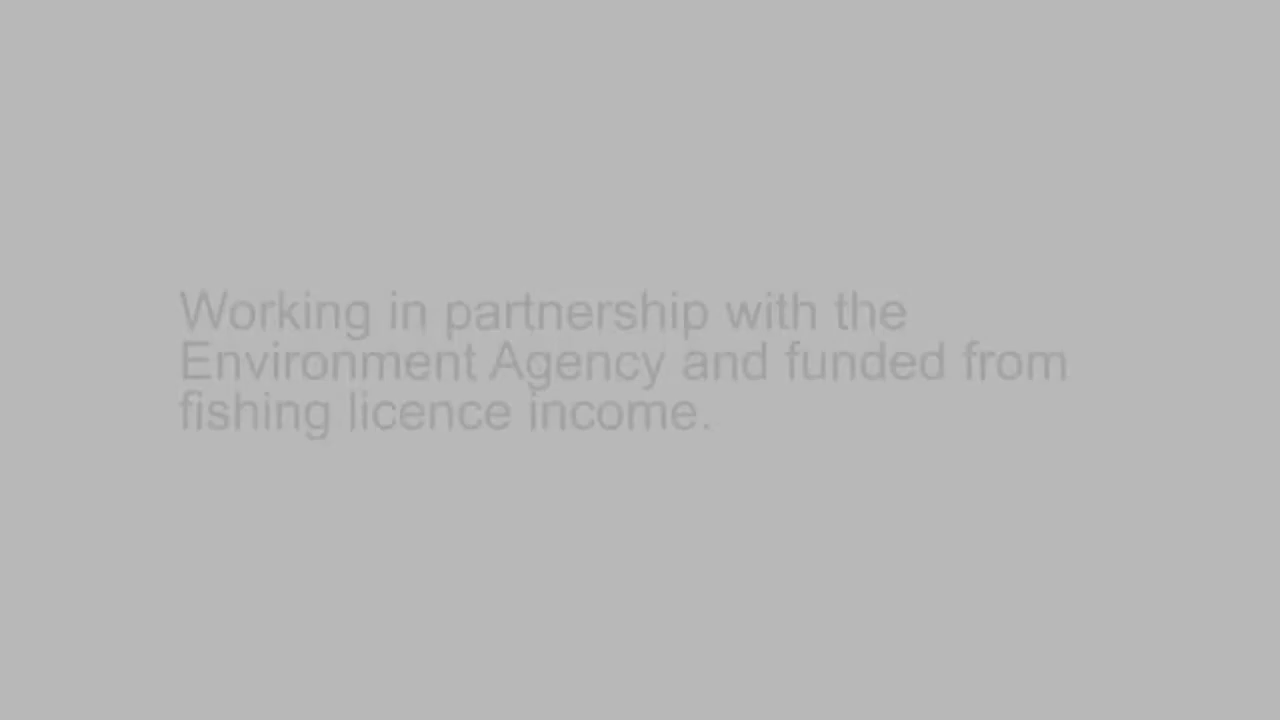 Working in partnership with the
Environment Agency and funded from
fishing licence income.